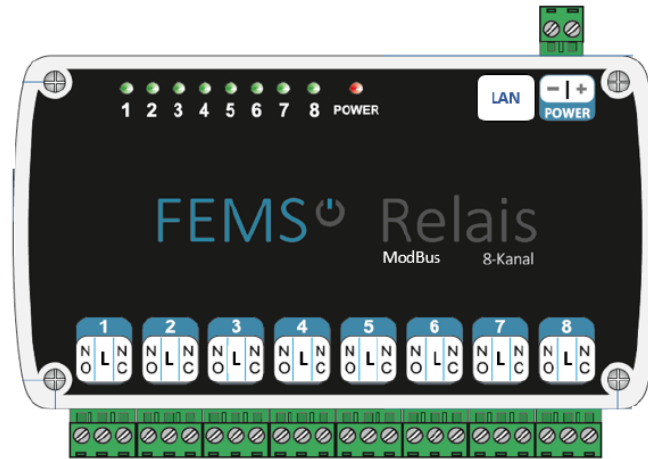 LAN
- | +
POWER
1 2 3 4 5 6 7 8 POWER
FEMS Relais
ModBus 8-Kanal
1 2 3 4 5 6 7 8
NO L NC NO L NC NO L NC NO L NC NO L NC NO L NC NO L NC NO L NC